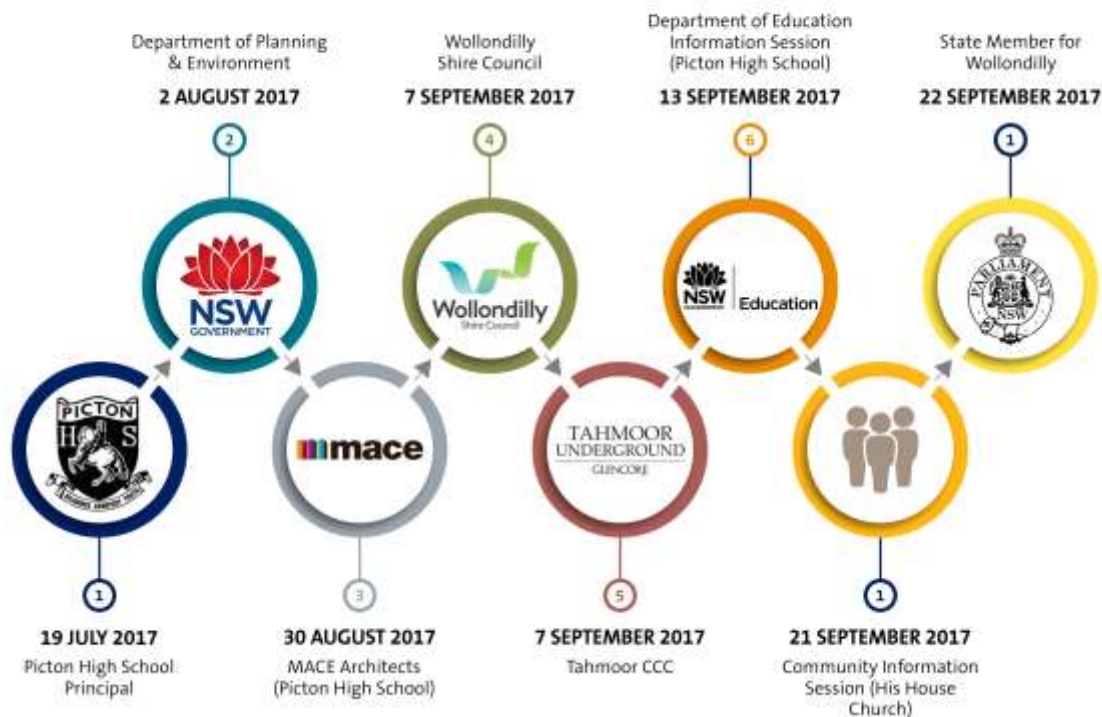 Department of Planning
& Environment
2 AUGUST 2017
2
Wollondilly
Shire Council
7 SEPTEMBER 2017
4
Department of Education
Information Session
(Picton High School)
13 SEPTEMBER 2017
6
State Member for
Wollondilly
22 SEPTEMBER 2017
1
NSW
GOVERNMENT
Wollondilly
Shire Council
NSW
GOVERNMENT
Education
PARLIAMENT
NSW
PICTON
H S
mace
TAHMOOR
UNDERGROUND
GLENCORE
1
19 JULY 2017
Picton High School
Principal
3
30 AUGUST 2017
MACE Architects
(Picton High School)
5
7 SEPTEMBER 2017
Tahmoor CCC
1
21 SEPTEMBER 2017
Community Information
Session (His House
Church)